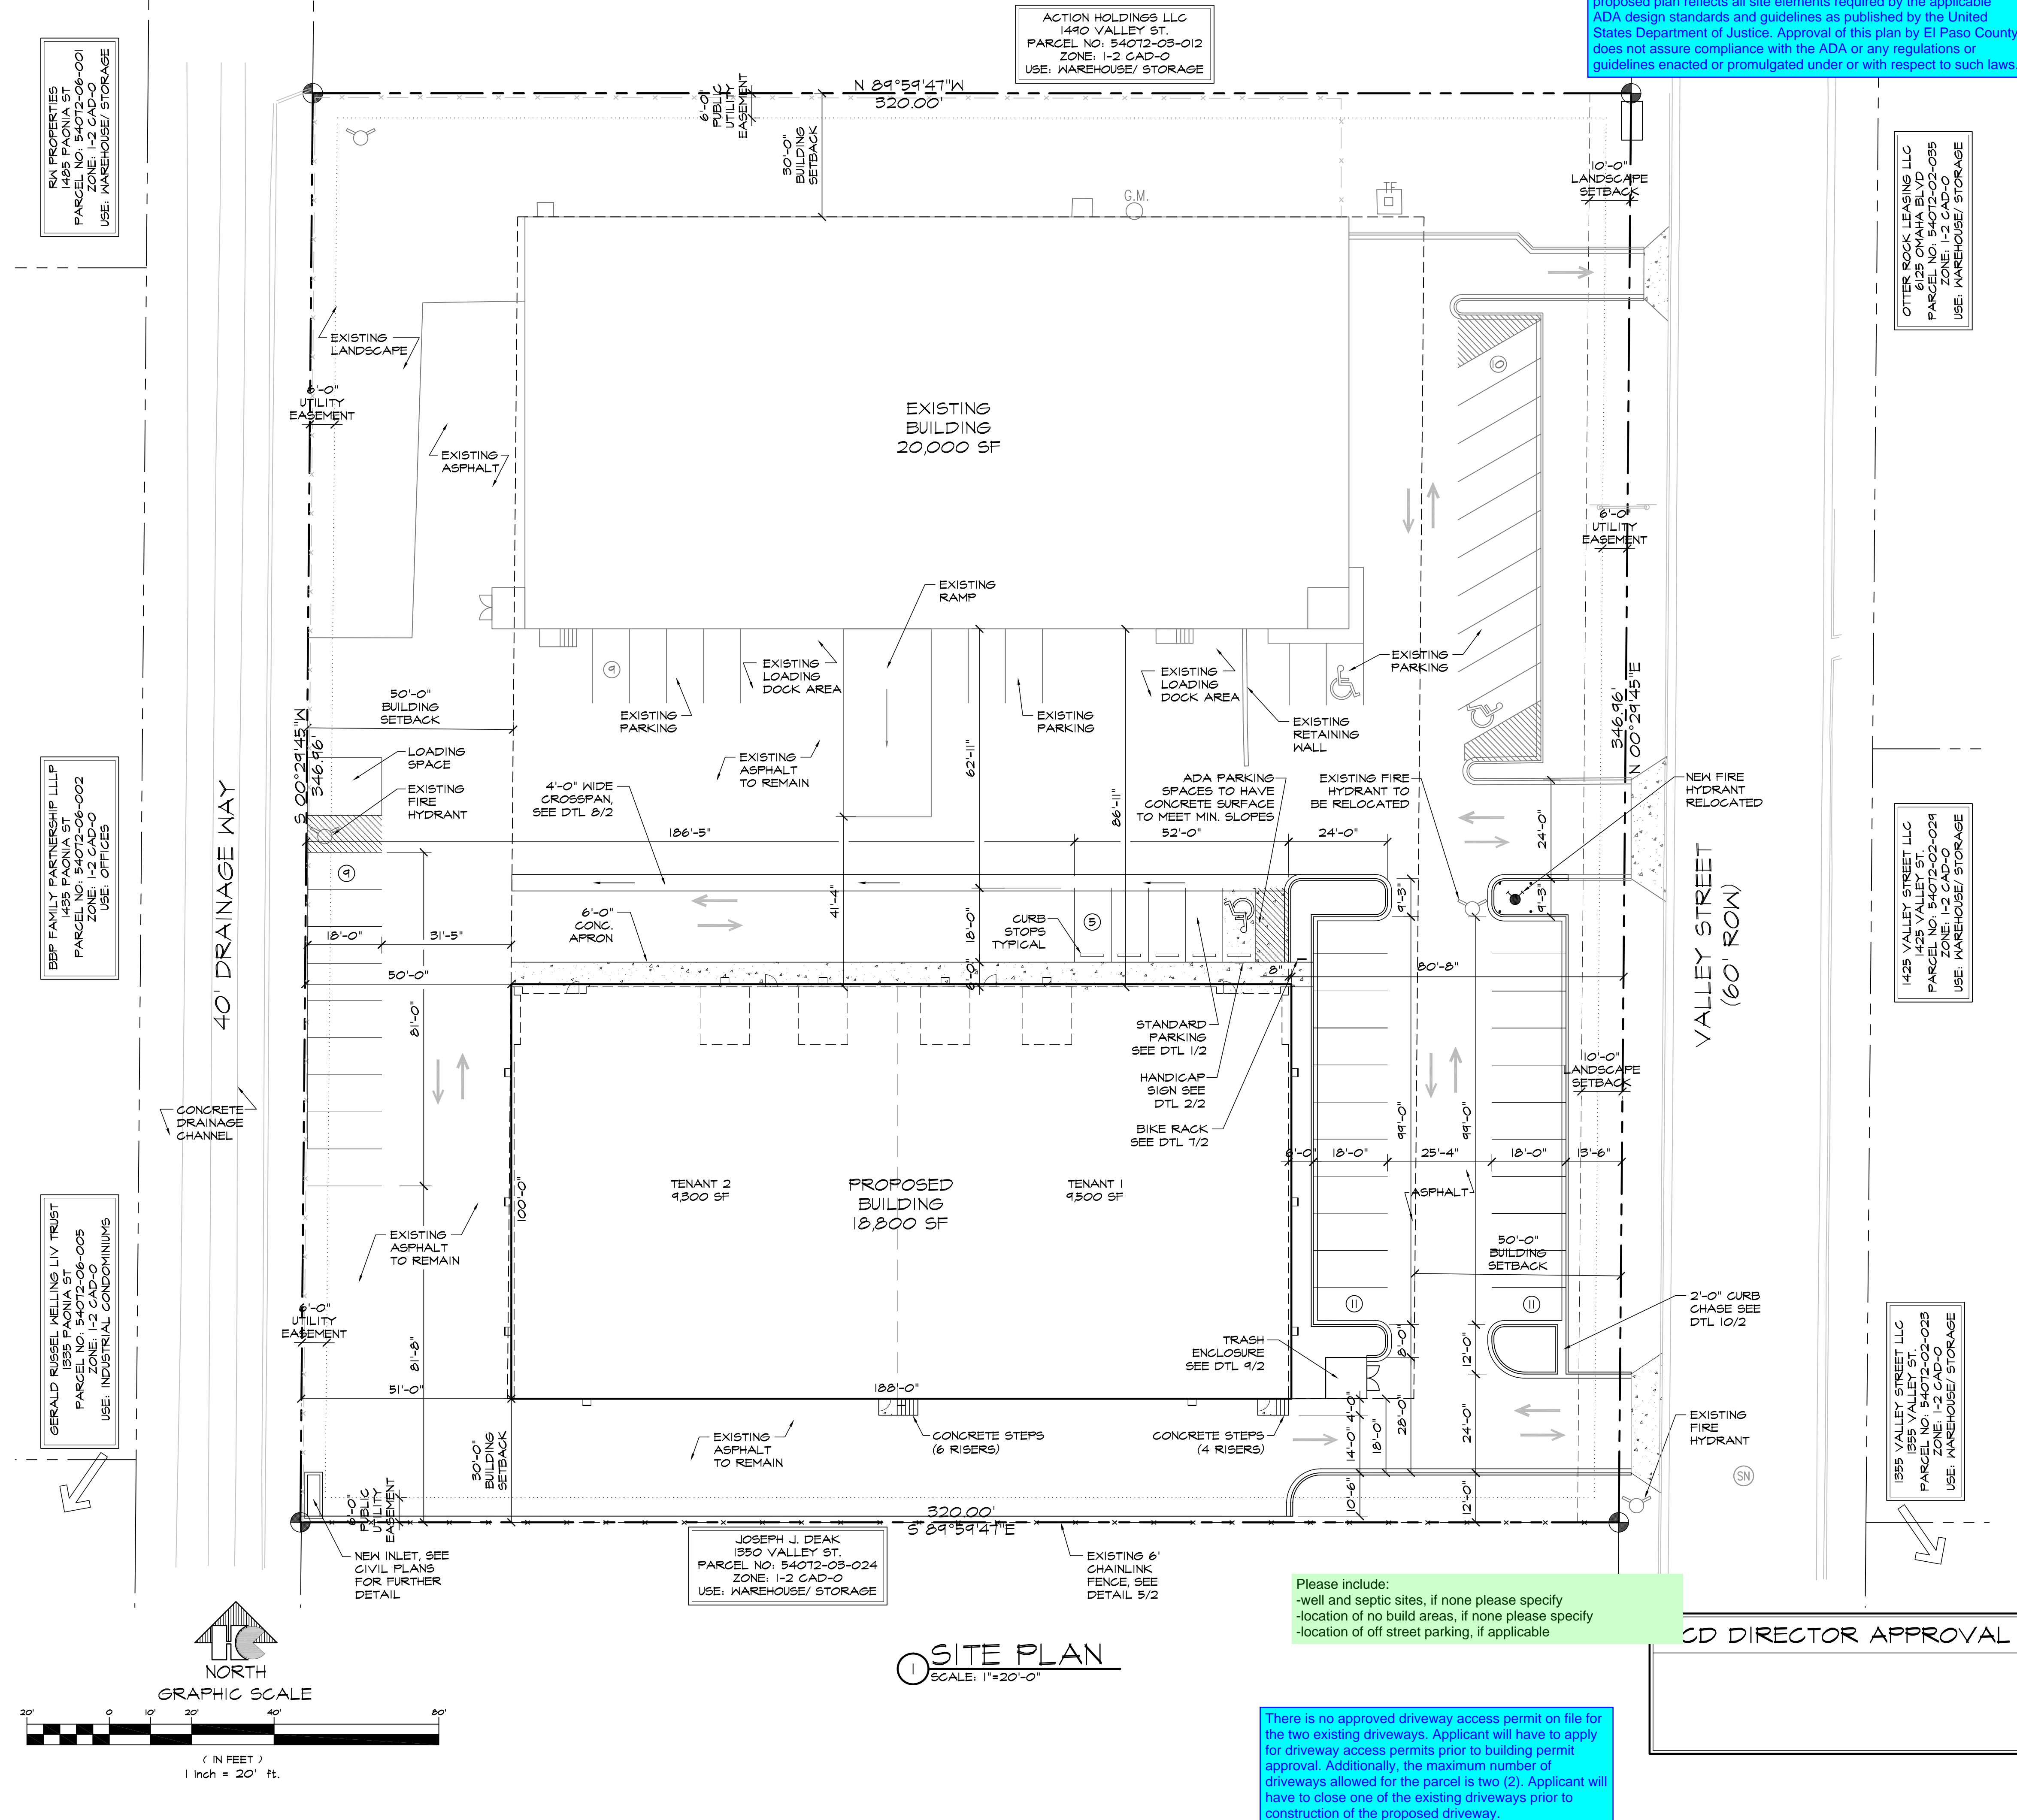 proposed plan reflects all site elements required by the applicable
ADA design standards and guidelines as published by the United
States Department of Justice. Approval of this plan by El Paso County
does not assure compliance with the ADA or any regulations or
guidelines enacted or promulgated under or with respect to such laws.
ACTION HOLDINGS LLC
1490 VALLEY ST.
PARCEL NO: 54072-03-012
ZONE: I-2 CAD-O
USE: WAREHOUSE/ STORAGE
RW PROPERTIES
1485 PAONIA ST
PARCEL NO: 54072-06-001
ZONE: I-2 CAD-O
USE: WAREHOUSE/ STORAGE
N 89°59'47"W
320.00'
6'-0"
PUBLIC
UTILITY
EASEMENT
30'-0"
BUILDING
SETBACK
10'-0"
LANDSCAPE
SETBACK
OTTER ROCK LEASING LLC
6125 OMAHA BLVD
PARCEL NO: 54072-02-035
ZONE: I-2 CAD-O
USE: WAREHOUSE/ STORAGE
G.M.
TF
EXISTING
LANDSCAPE
6'-0"
UTILITY
EASEMENT
EXISTING
ASPHALT
EXISTING
BUILDING
20,000 SF
10
6'-0"
UTILITY
EASEMENT
EXISTING
RAMP
9
EXISTING
LOADING
DOCK AREA
EXISTING
LOADING
DOCK AREA
EXISTING
PARKING
EXISTING
PARKING
EXISTING
PARKING
EXISTING
RETAINING
WALL
50'-0"
BUILDING
SETBACK
S 00°29'45"W
346.96'
346.96'
N 00°29'45"E
LOADING
SPACE
EXISTING
FIRE
HYDRANT
EXISTING
ASPHALT
TO REMAIN
4'-0" WIDE
CROSSPAN,
SEE DTL 8/2
62'-11"
86'-11"
ADA PARKING
SPACES TO HAVE
CONCRETE SURFACE
TO MEET MIN. SLOPES
EXISTING FIRE
HYDRANT TO
BE RELOCATED
NEW FIRE
HYDRANT
RELOCATED
BBP FAMILY PARTNERSHIP LLLP
1435 PAONIA ST
PARCEL NO: 54072-06-002
ZONE: I-2 CAD-O
USE: OFFICES
40' DRAINAGE WAY
186'-5"
52'-0"
24'-0"
24'-0"
9
41'-4"
6'-0"
CONC.
APRON
18'-0"
6'-0"
CURB
STOPS
TYPICAL
5
9'-3"
9'-3"
18'-0"
31'-5"
50'-0"
8"
80'-8"
VALLEY STREET
(60' ROW)
1425 VALLEY STREET LLC
1425 VALLEY ST.
PARCEL NO: 54072-02-029
ZONE: I-2 CAD-O
USE: WAREHOUSE/ STORAGE
81'-0"
STANDARD
PARKING
SEE DTL 1/2
HANDICAP
SIGN SEE
DTL 2/2
BIKE RACK
SEE DTL 7/2
10'-0"
LANDSCAPE
SETBACK
CONCRETE
DRAINAGE
CHANNEL
99'-0"
99'-0"
6'-0"
18'-0"
25'-4"
18'-0"
13'-6"
100'-0"
TENANT 2
9,300 SF
PROPOSED
BUILDING
18,800 SF
TENANT 1
9,500 SF
ASPHALT
50'-0"
BUILDING
SETBACK
GERALD RUSSEL WELLING LIV TRUST
1335 PAONIA ST
PARCEL NO: 54072-06-005
ZONE: I-2 CAD-O
USE: INDUSTRIAL CONDOMINIUMS
EXISTING
ASPHALT
TO REMAIN
6'-0"
UTILITY
EASEMENT
81'-8"
11
11
2'-0" CURB
CHASE SEE
DTL 10/2
TRASH
ENCLOSURE
SEE DTL 9/2
8'-0"
12'-0"
1355 VALLEY STREET LLC
1355 VALLEY ST.
PARCEL NO: 54072-02-023
ZONE: I-2 CAD-O
USE: WAREHOUSE/ STORAGE
51'-0"
188'-0"
30'-0"
BUILDING
SETBACK
EXISTING
ASPHALT
TO REMAIN
CONCRETE STEPS
(6 RISERS)
CONCRETE STEPS
(4 RISERS)
4'-0"
14'-0"
18'-0"
28'-0"
24'-0"
EXISTING
FIRE
HYDRANT
SN
6'-0"
PUBLIC
UTILITY
EASEMENT
10'-6"
12'-0"
320.00'
S 89°59'47"E
NEW INLET, SEE
CIVIL PLANS
FOR FURTHER
DETAIL
JOSEPH J. DEAK
1350 VALLEY ST.
PARCEL NO: 54072-03-024
ZONE: I-2 CAD-O
USE: WAREHOUSE/ STORAGE
EXISTING 6'
CHAINLINK
FENCE, SEE
DETAIL 5/2
Please include:
-well and septic sites, if none please specify
-location of no build areas, if none please specify
-location of off street parking, if applicable
CD DIRECTOR APPROVAL
NORTH
GRAPHIC SCALE
20' 0 10' 20' 40' 80'
( IN FEET )
1 inch = 20' ft.
1 SITE PLAN
SCALE: 1"=20'-0"
There is no approved driveway access permit on file for
the two existing driveways. Applicant will have to apply
for driveway access permits prior to building permit
approval. Additionally, the maximum number of
driveways allowed for the parcel is two (2). Applicant will
have to close one of the existing driveways prior to
construction of the proposed driveway.